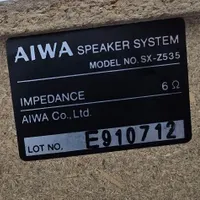 AIWA SPEAKER SYSTEM
MODEL NO. SX-Z535
IMPEDANCE 6 Ω
AIWA Co., Ltd.
LOT NO. E910712